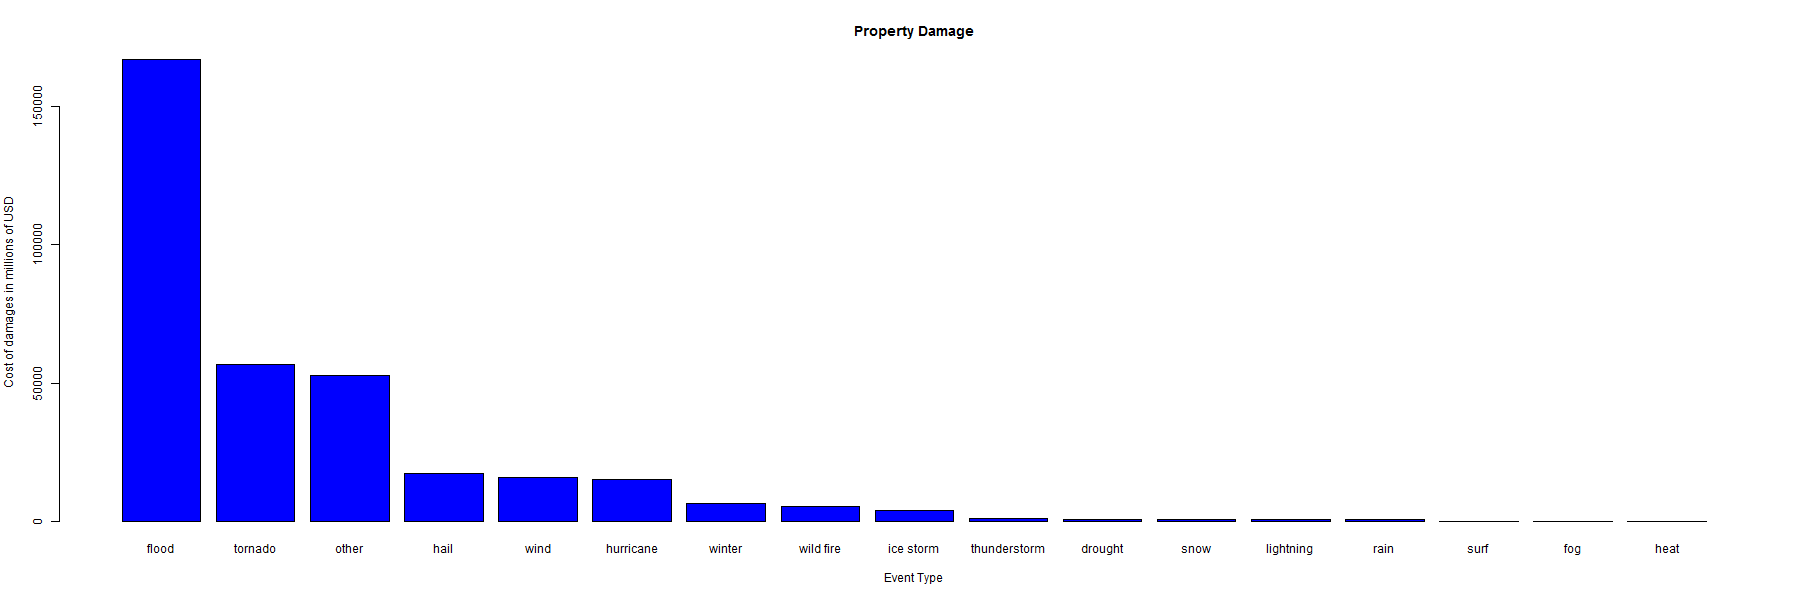 Property Damage
Cost of damages in millions of USD
150000
100000
50000
0
flood tornado other hail wind hurricane winter wild fire ice storm thunderstorm drought snow lightning rain surf fog heat
Event Type